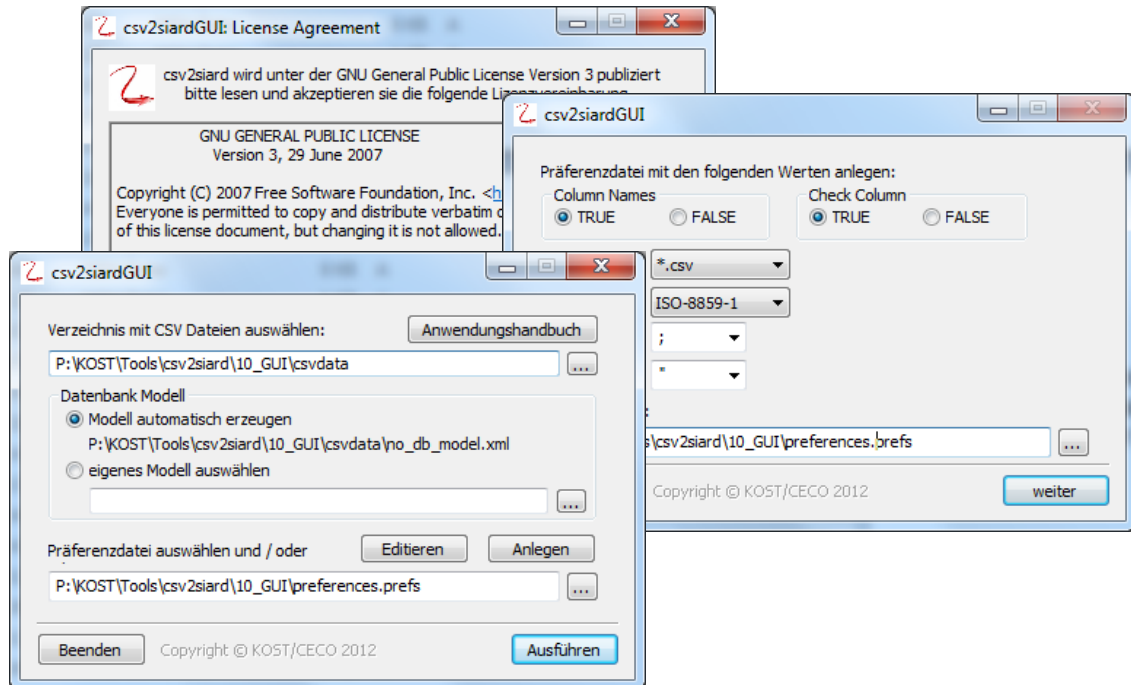 csv2siardGUI: License Agreement
csv2siard wird unter der GNU General Public License Version 3 publiziert
bitte lesen und akzeptieren sie die folgende
GNU GENERAL PUBLIC LICENSE
Version 3, 29 June 2007
Copyright (C) 2007 Free Software Foundation, Inc. <h
Everyone is permitted to copy and distribute verbatim
of this license document, but changing it is not allowed.
csv2siardGUI
Präferenzdatei mit den folgenden Werten anlegen:
Column Names
TRUE FALSE
Check Column
TRUE FALSE
*.csv
ISO-8859-1
;
"
:
s\csv2siard\10_GUI\preferences.prefs
...
Copyright © KOST/CECO 2012
weiter
csv2siardGUI
Verzeichnis mit CSV Dateien auswählen:
Anwendungshandbuch
P:\KOST\Tools\csv2siard\10_GUI\csvdata
...
Datenbank Modell
Modell automatisch erzeugen
P:\KOST\Tools\csv2siard\10_GUI\csvdata\no_db_model.xml
eigenes Modell auswählen
...
Präferenzdatei auswählen und / oder
Editieren
Anlegen
P:\KOST\Tools\csv2siard\10_GUI\preferences.prefs
...
Beenden
Copyright © KOST/CECO 2012
Ausführen